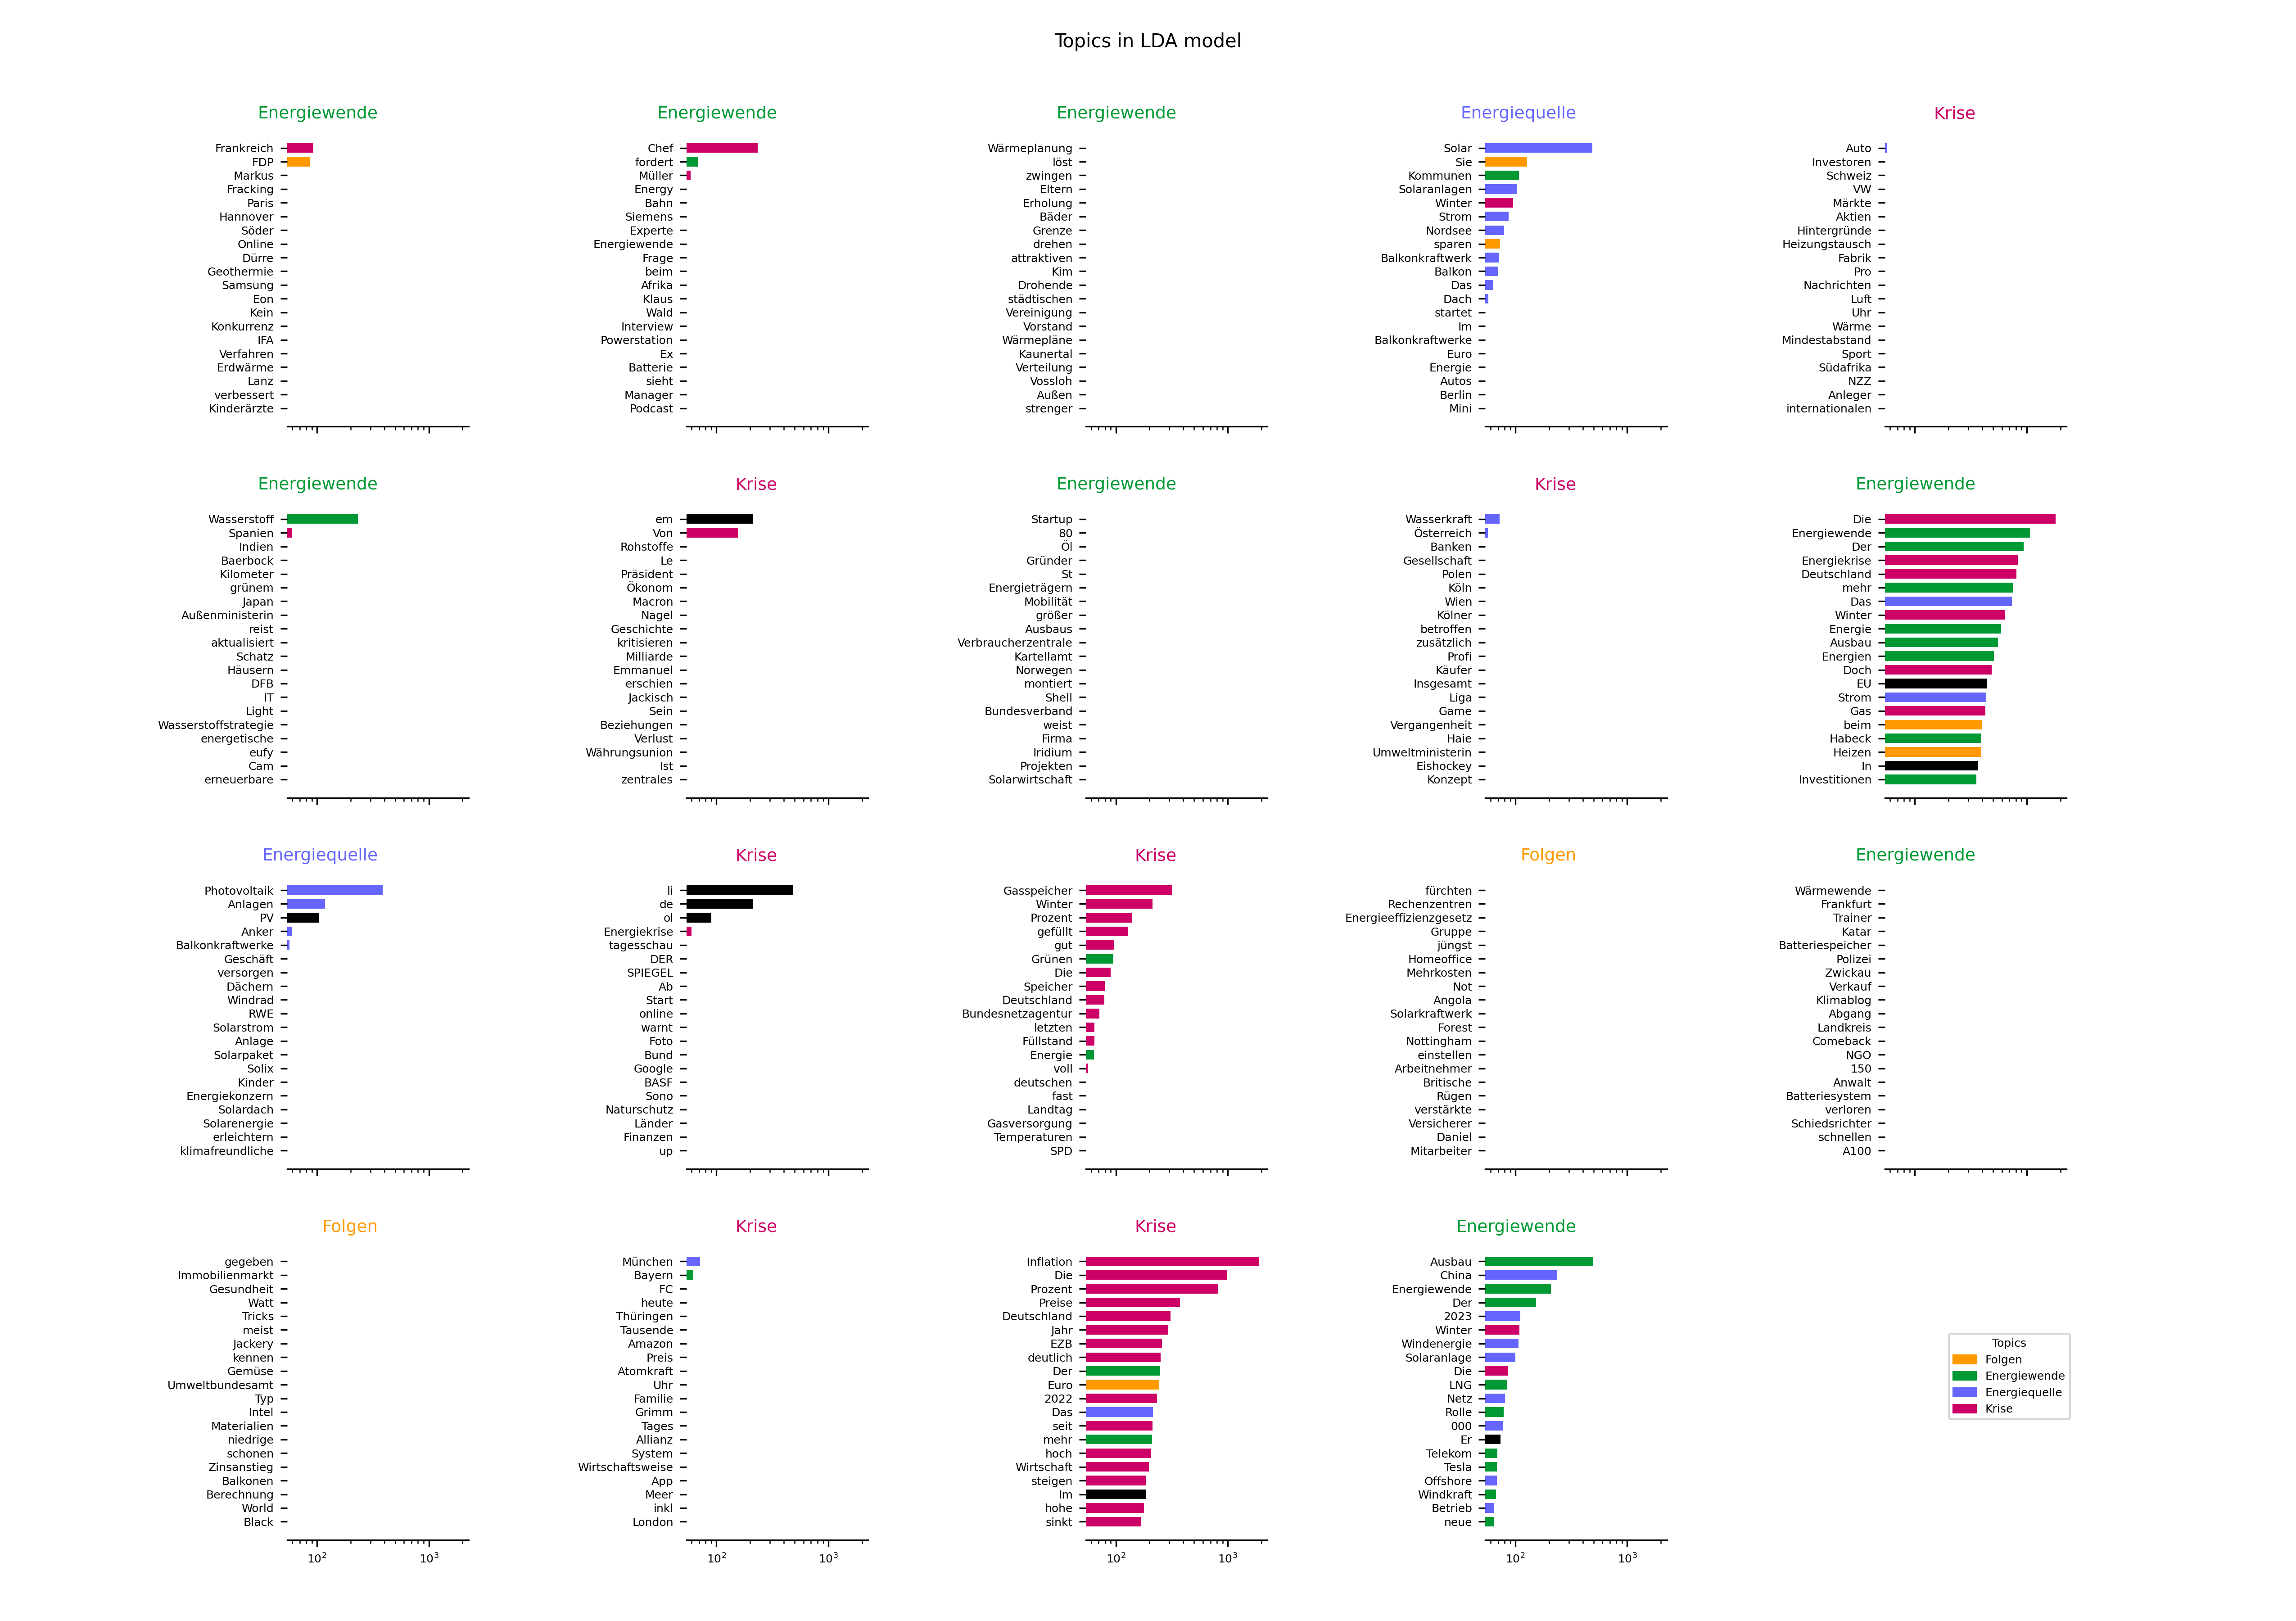 Topics in LDA model
Energiewende
Frankreich
FDP
Markus
Fracking
Paris
Hannover
Söder
Online
Dürre
Geothermie
Samsung
Eon
Kein
Konkurrenz
IFA
Verfahren
Erdwärme
Lanz
verbessert
Kinderärzte
Energiewende
Chef
fordert
Müller
Energy
Bahn
Siemens
Experte
Energiewende
Frage
beim
Afrika
Klaus
Wald
Interview
Powerstation
Ex
Batterie
sieht
Manager
Podcast
Energiewende
Wärmeplanung
löst
zwingen
Eltern
Erholung
Bäder
Grenze
drehen
attraktiven
Kim
Drohende
städtischen
Vereinigung
Vorstand
Wärmepläne
Kaunertal
Verteilung
Vossloh
Außen
strenger
Energiequelle
Solar
Sie
Kommunen
Solaranlagen
Winter
Strom
Nordsee
sparen
Balkonkraftwerk
Balkon
Das
Dach
startet
Im
Balkonkraftwerke
Euro
Energie
Autos
Berlin
Mini
Krise
Auto
Investoren
Schweiz
VW
Märkte
Aktien
Hintergründe
Heizungstausch
Fabrik
Pro
Nachrichten
Luft
Uhr
Wärme
Mindestabstand
Sport
Südafrika
NZZ
Anleger
internationalen
Energiewende
Wasserstoff
Spanien
Indien
Baerbock
Kilometer
grünem
Japan
Außenministerin
reist
aktualisiert
Schatz
Häusern
DFB
IT
Light
Wasserstoffstrategie
energetische
eufy
Cam
erneuerbare
Krise
em
Von
Rohstoffe
Le
Präsident
Ökonom
Macron
Nagel
Geschichte
kritisieren
Milliarde
Emmanuel
erschien
Jackisch
Sein
Beziehungen
Verlust
Währungsunion
Ist
zentrales
Energiewende
Startup
80
Öl
Gründer
St
Energieträgern
Mobilität
größer
Ausbaus
Verbraucherzentrale
Kartellamt
Norwegen
montiert
Shell
Bundesverband
weist
Firma
Iridium
Projekten
Solarwirtschaft
Krise
Wasserkraft
Österreich
Banken
Gesellschaft
Polen
Köln
Wien
Kölner
betroffen
zusätzlich
Profi
Käufer
Insgesamt
Liga
Game
Vergangenheit
Haie
Umweltministerin
Eishockey
Konzept
Energiewende
Die
Energiewende
Der
Energiekrise
Deutschland
mehr
Das
Winter
Energie
Ausbau
Energien
Doch
EU
Strom
Gas
beim
Habeck
Heizen
In
Investitionen
Energiequelle
Photovoltaik
Anlagen
PV
Anker
Balkonkraftwerke
Geschäft
versorgen
Dächern
Windrad
RWE
Solarstrom
Anlage
Solarpaket
Solix
Kinder
Energiekonzern
Solardach
Solarenergie
erleichtern
klimafreundliche
Krise
li
de
ol
Energiekrise
tagesschau
DER
SPIEGEL
Ab
Start
online
warnt
Foto
Bund
Google
BASF
Sono
Naturschutz
Länder
Finanzen
up
Krise
Gasspeicher
Winter
Prozent
gefüllt
gut
Grünen
Die
Speicher
Deutschland
Bundesnetzagentur
letzten
Füllstand
Energie
voll
deutschen
fast
Landtag
Gasversorgung
Temperaturen
SPD
Folgen
fürchten
Rechenzentren
Energieeffizienzgesetz
Gruppe
jüngst
Homeoffice
Mehrkosten
Not
Angola
Solarkraftwerk
Forest
Nottingham
einstellen
Arbeitnehmer
Britische
Rügen
verstärkte
Versicherer
Daniel
Mitarbeiter
Energiewende
Wärmewende
Frankfurt
Trainer
Katar
Batteriespeicher
Polizei
Zwickau
Verkauf
Klimablog
Abgang
Landkreis
Comeback
NGO
150
Anwalt
Batteriesystem
verloren
Schiedsrichter
schnellen
A100
Folgen
gegeben
Immobilienmarkt
Gesundheit
Watt
Tricks
meist
Jackery
kennen
Gemüse
Umweltbundesamt
Typ
Intel
Materialien
niedrige
schonen
Zinsanstieg
Balkonen
Berechnung
World
Black
10² 10³
Krise
München
Bayern
FC
heute
Thüringen
Tausende
Amazon
Preis
Atomkraft
Uhr
Familie
Grimm
Tages
Allianz
System
Wirtschaftsweise
App
Meer
inkl
London
10² 10³
Krise
Inflation
Die
Prozent
Preise
Deutschland
Jahr
EZB
deutlich
Der
Euro
2022
Das
seit
mehr
hoch
Wirtschaft
steigen
Im
hohe
sinkt
10² 10³
Energiewende
Ausbau
China
Energiewende
Der
2023
Winter
Windenergie
Solaranlage
Die
LNG
Netz
Rolle
000
Er
Telekom
Tesla
Offshore
Windkraft
Betrieb
neue
10² 10³
Topics
Folgen
Energiewende
Energiequelle
Krise